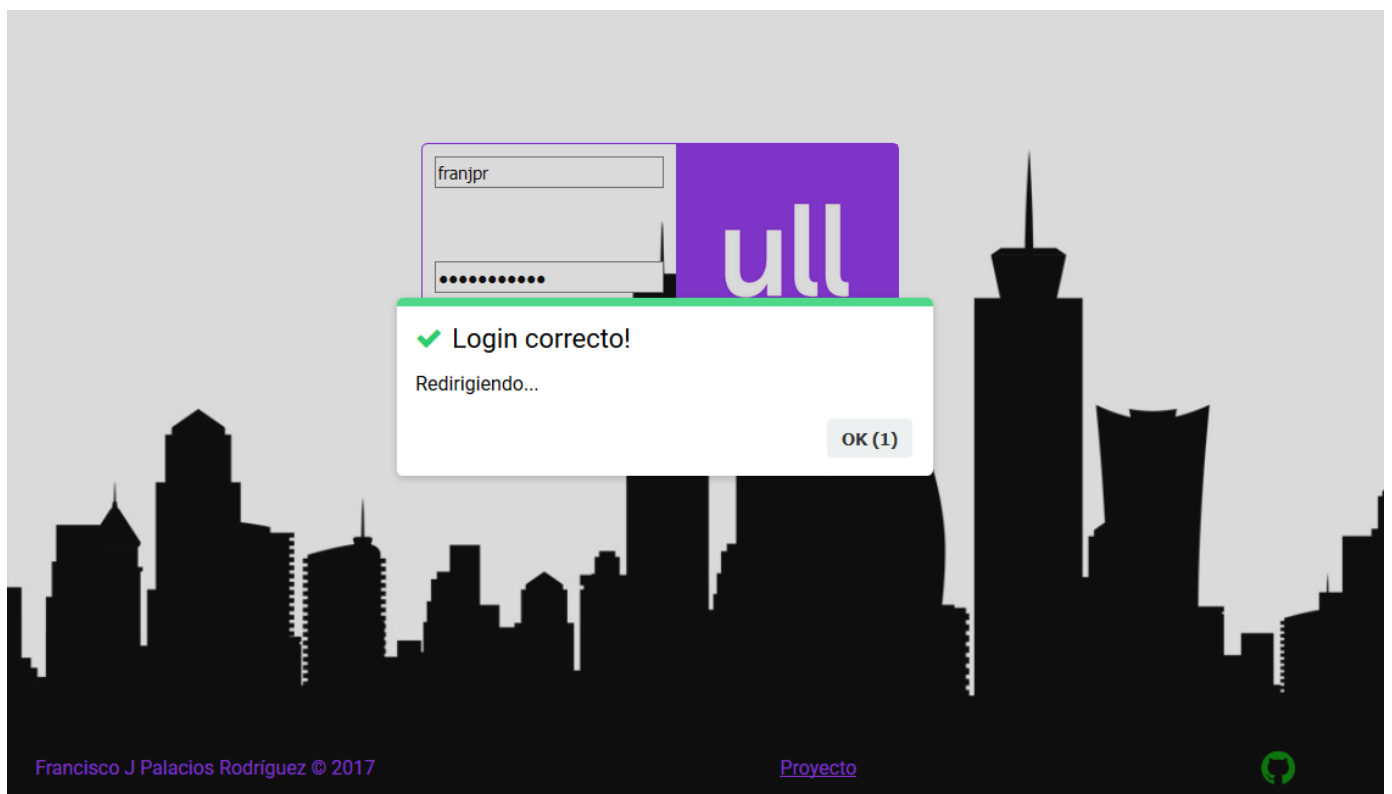 franjpr
•••••••••••
ull
Login correcto!
Redirigiendo...
OK (1)
Francisco J Palacios Rodríguez © 2017
Proyecto